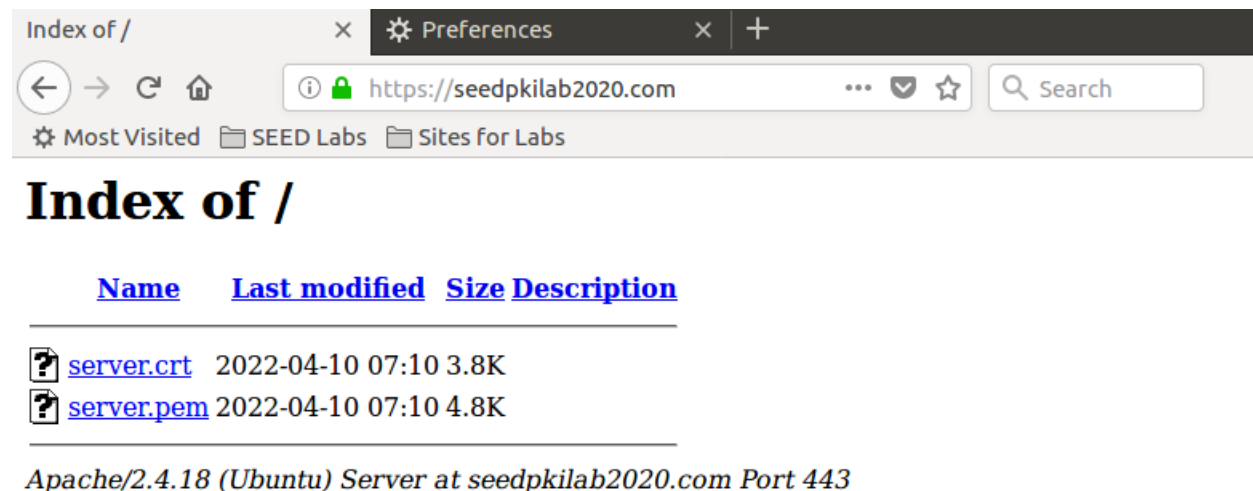 Index of / Preferences
https://seedpkilab2020.com Search
Most Visited SEED Labs Sites for Labs
Index of /
Name Last modified Size Description
server.crt 2022-04-10 07:10 3.8K
server.pem 2022-04-10 07:10 4.8K
Apache/2.4.18 (Ubuntu) Server at seedpkilab2020.com Port 443